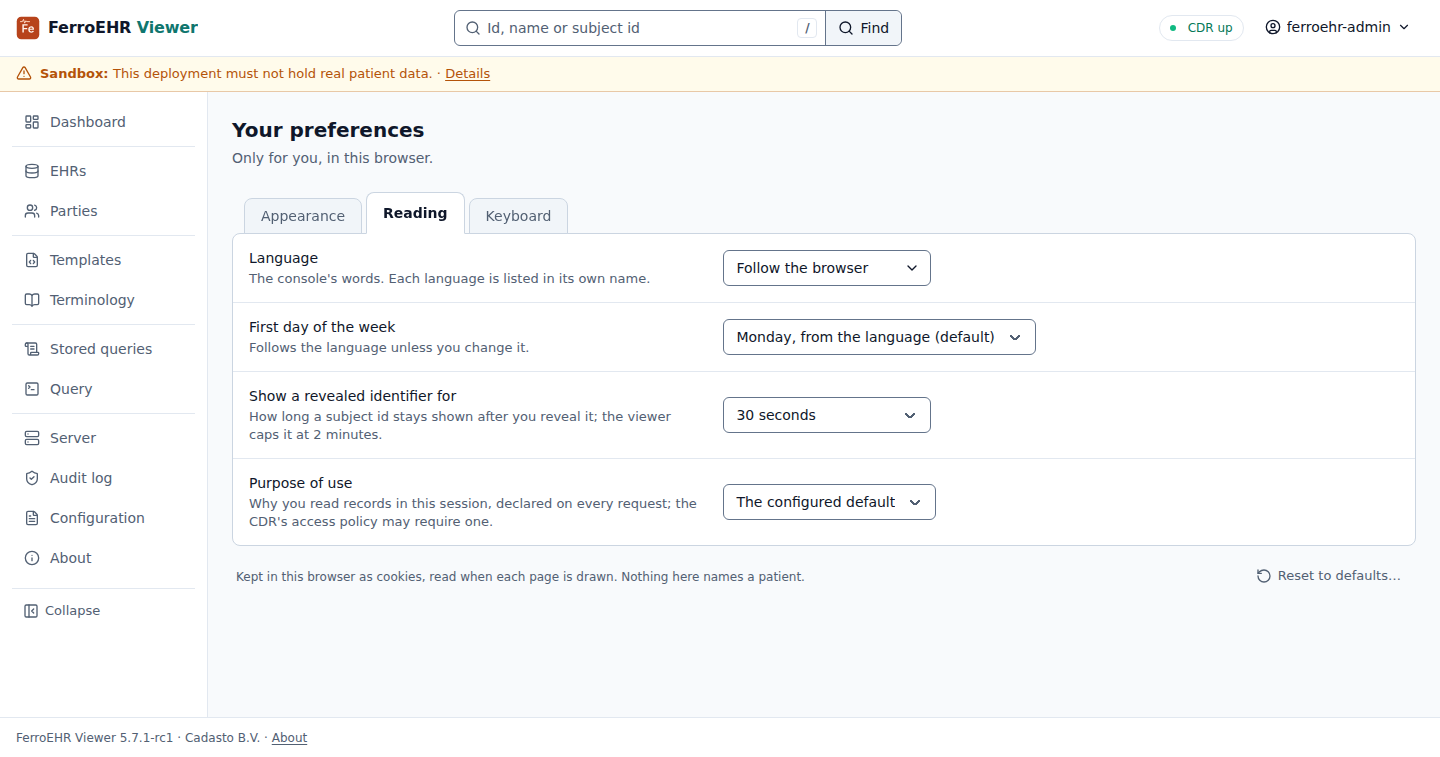 Fe FerroEHR Viewer
Id, name or subject id / Find
CDR up
ferroehr-admin
Sandbox: This deployment must not hold real patient data. · Details
Dashboard
EHRs
Parties
Templates
Terminology
Stored queries
Query
Server
Audit log
Configuration
About
Collapse
Your preferences
Only for you, in this browser.
Appearance Reading Keyboard
Language
The console's words. Each language is listed in its own name.
Follow the browser
First day of the week
Follows the language unless you change it.
Monday, from the language (default)
Show a revealed identifier for
How long a subject id stays shown after you reveal it; the viewer
caps it at 2 minutes.
30 seconds
Purpose of use
Why you read records in this session, declared on every request; the
CDR's access policy may require one.
The configured default
Kept in this browser as cookies, read when each page is drawn. Nothing here names a patient.
Reset to defaults...
FerroEHR Viewer 5.7.1-rc1 · Cadasto B.V. · About